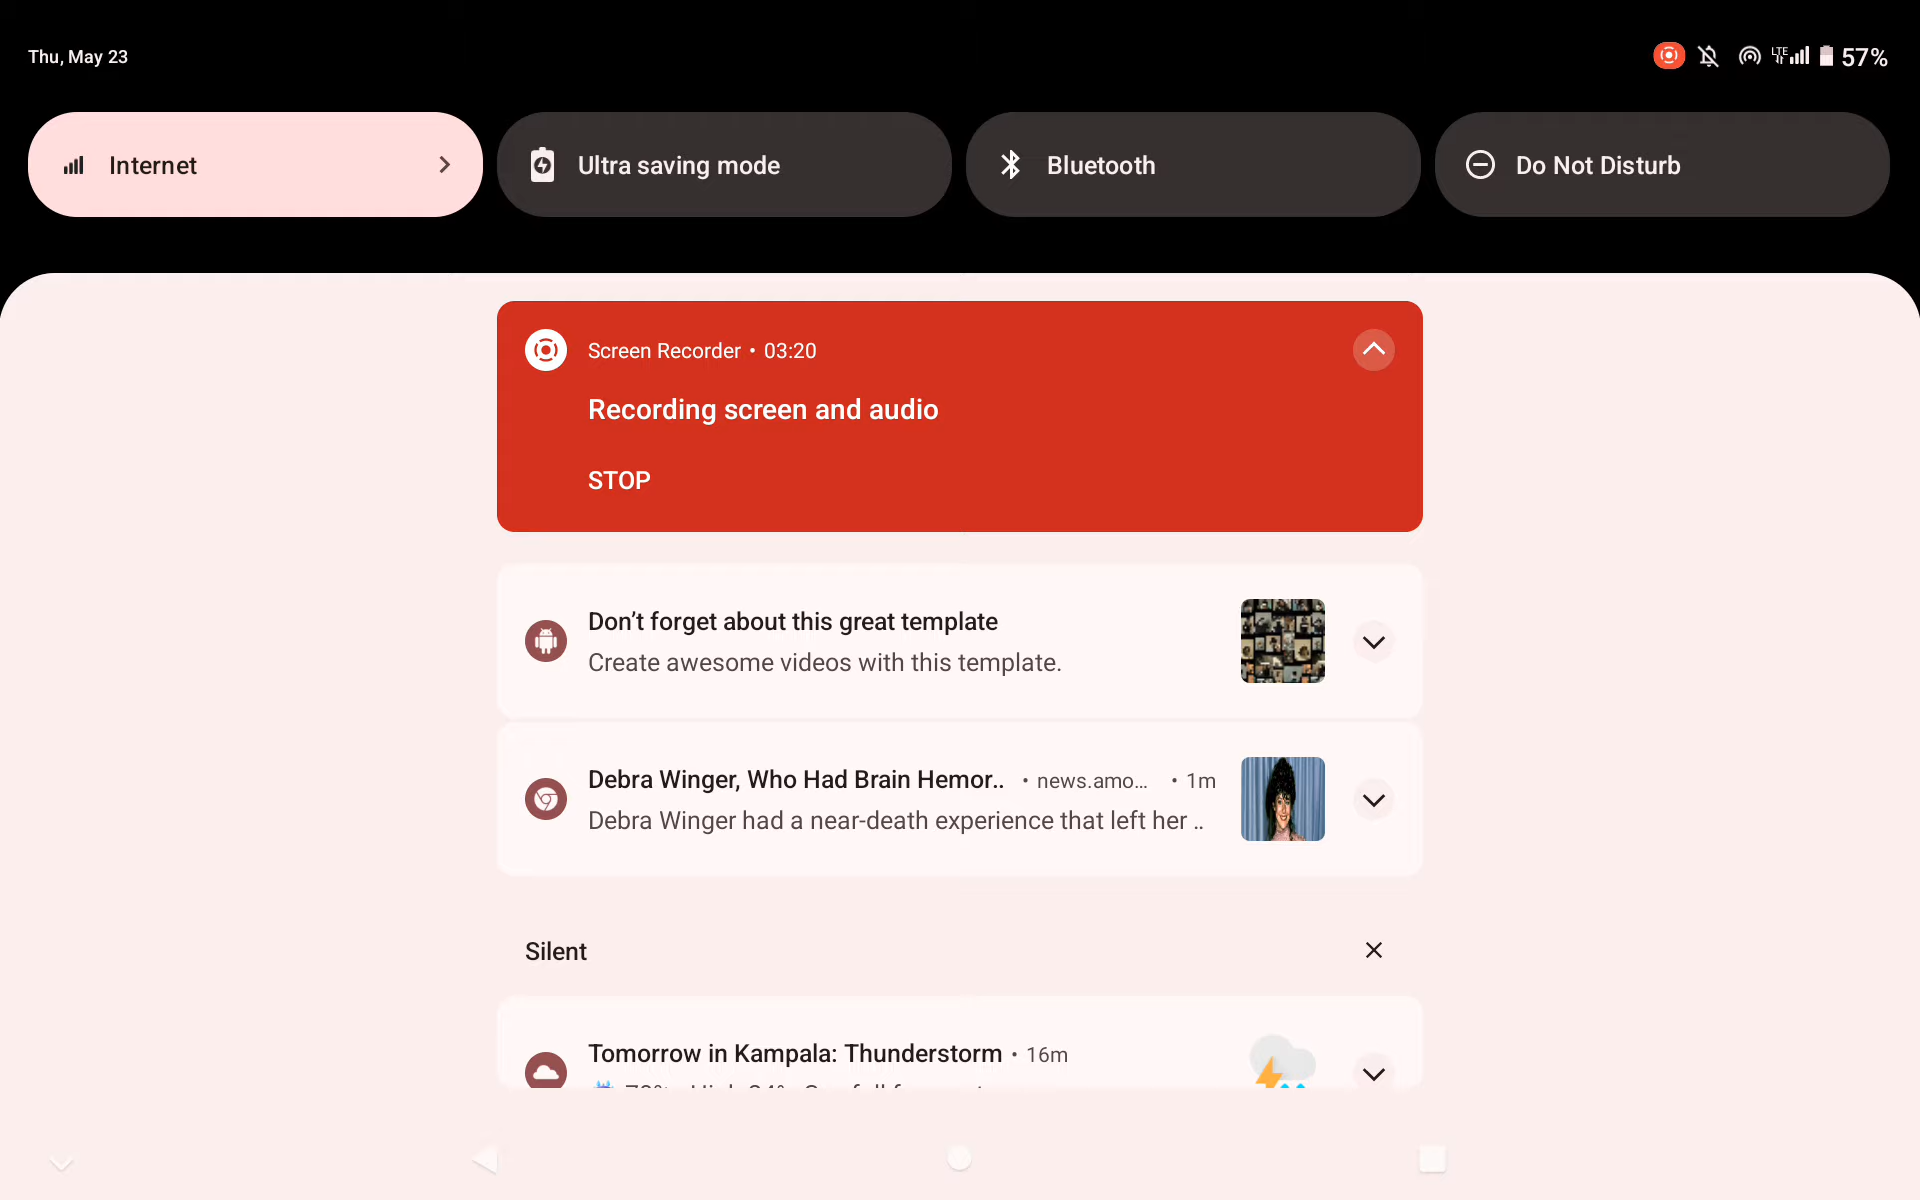 Thu, May 23
LTE
57%
Internet
Ultra saving mode
Bluetooth
Do Not Disturb
Screen Recorder • 03:20
Recording screen and audio
STOP
Don’t forget about this great template
Create awesome videos with this template.
Debra Winger, Who Had Brain Hemor.. • news.amo... • 1m
Debra Winger had a near-death experience that left her ..
Silent
Tomorrow in Kampala: Thunderstorm • 16m